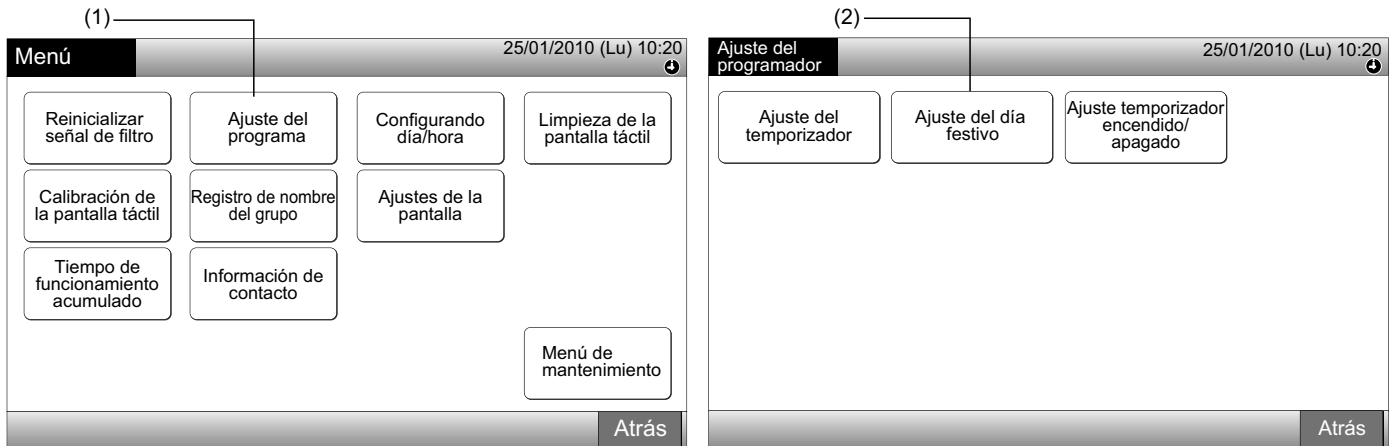 (1)
Menú
25/01/2010 (Lu) 10:20
Reinicializar
señal de filtro
Ajuste del
programa
Configurando
día/hora
Limpieza de la
pantalla táctil
Calibración de
la pantalla táctil
Registro de nombre
del grupo
Ajustes de la
pantalla
Tiempo de
funcionamiento
acumulado
Información de
contacto
Menú de
mantenimiento
Atrás
(2)
Ajuste del
programador
25/01/2010 (Lu) 10:20
Ajuste del
temporizador
Ajuste del día
festivo
Ajuste temporizador
encendido/
apagado
Atrás